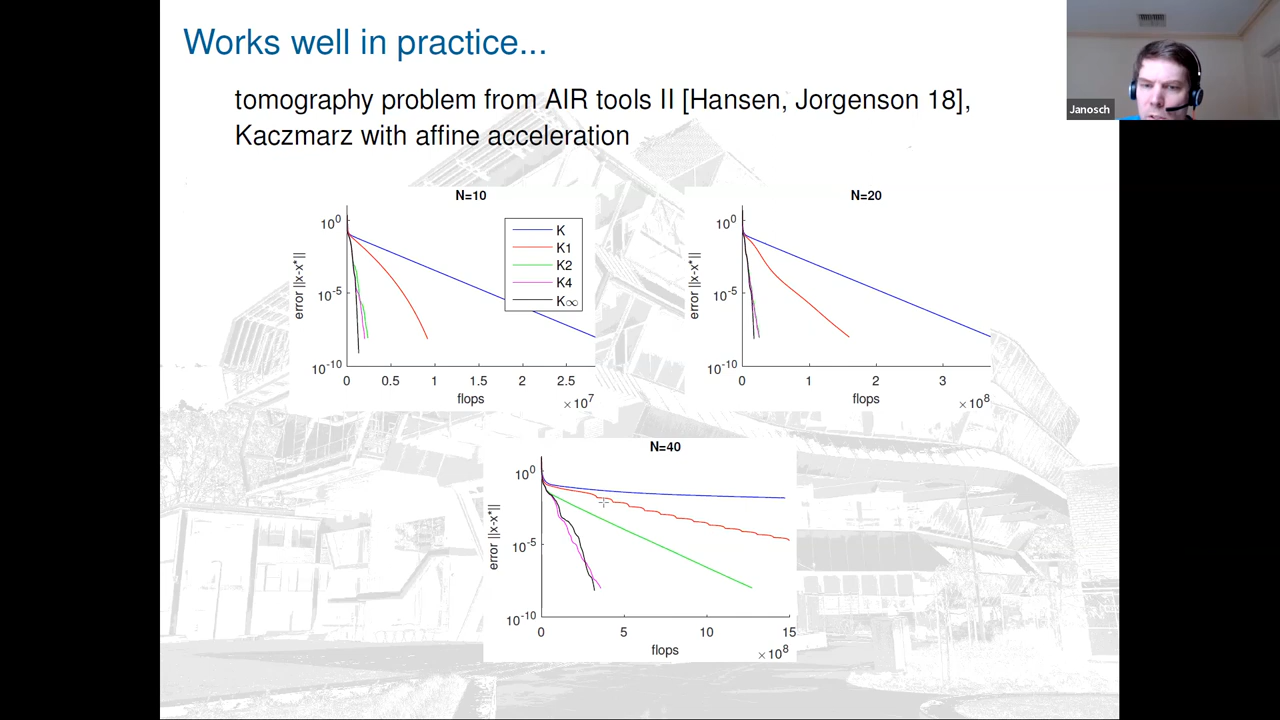 Works well in practice...
Janosch
tomography problem from AIR tools II [Hansen, Jorgenson 18],
Kaczmarz with affine acceleration
N=10
10^0
10^-5
10^-10
error ||x-x*||
K
K1
K2
K4
K∞
0 0.5 1 1.5 2 2.5
flops
×10^7
N=20
10^0
10^-5
10^-10
error ||x-x*||
0 1 2 3
flops
×10^8
N=40
10^0
10^-5
10^-10
error ||x-x*||
0 5 10 15
flops
×10^8